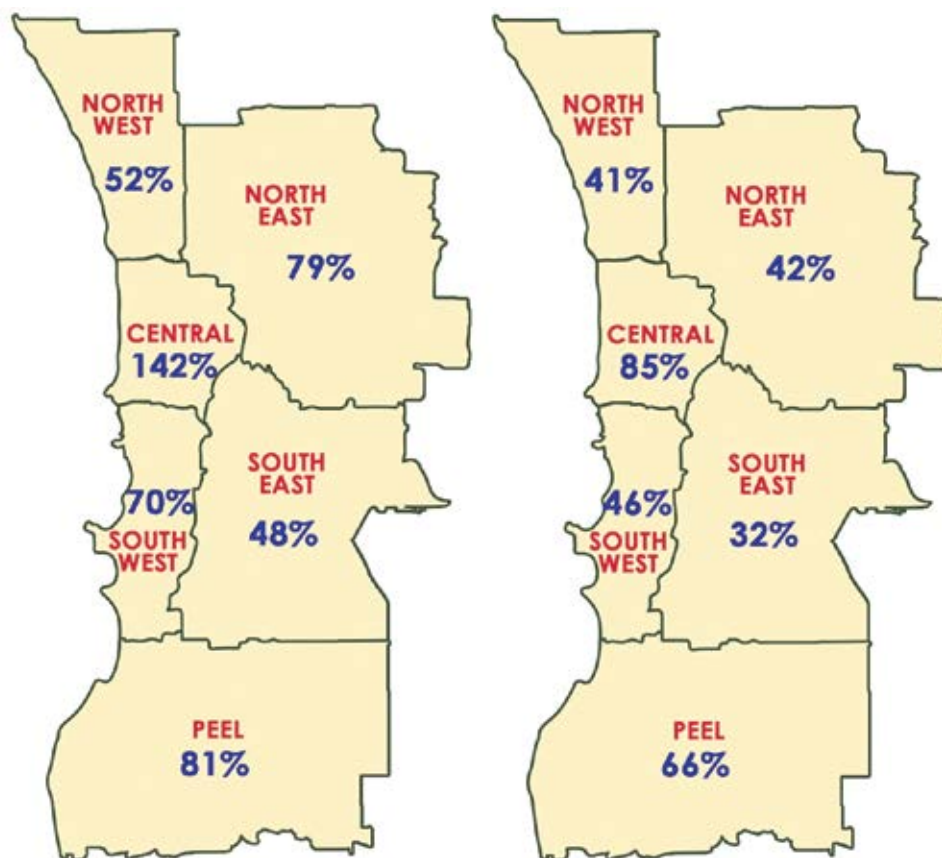 NORTH
WEST
52%
NORTH
EAST
79%
CENTRAL
142%
70%
SOUTH
WEST
SOUTH
EAST
48%
PEEL
81%
NORTH
WEST
41%
NORTH
EAST
42%
CENTRAL
85%
46%
SOUTH
WEST
SOUTH
EAST
32%
PEEL
66%